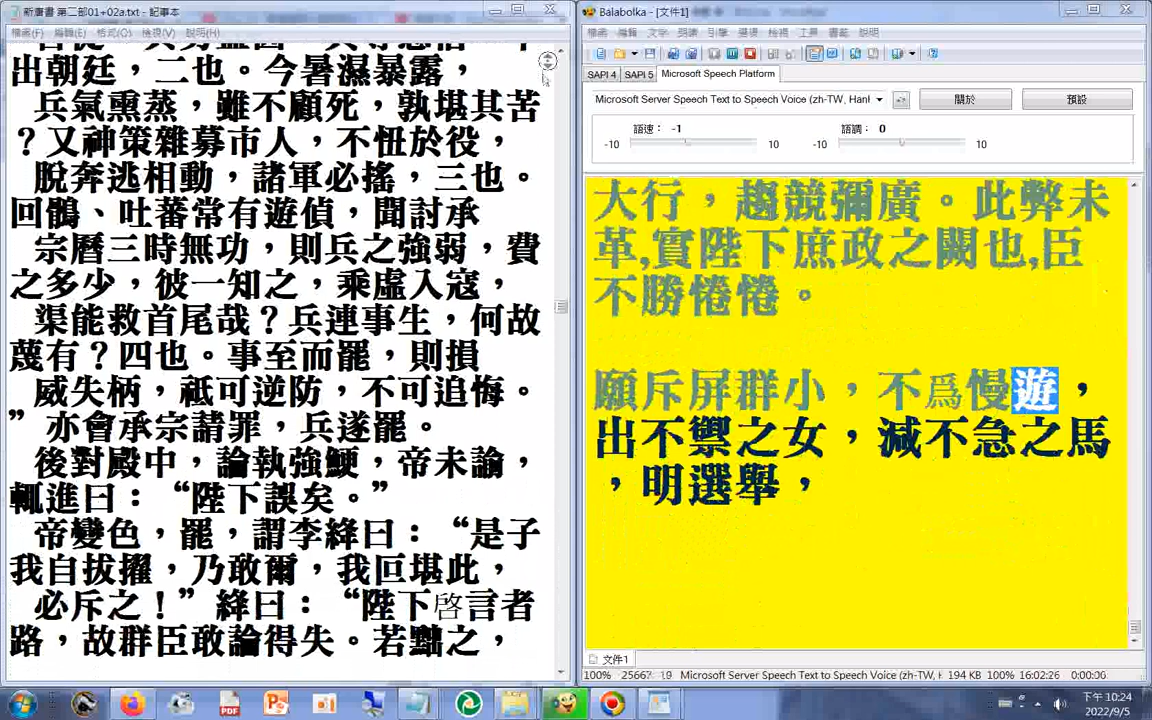 新唐書 第二部01+02a.txt - 記事本
檔案(F) 編輯(E) 格式(O) 檢視(V) 說明(H)
出朝廷，二也。今暑濕暴露，
兵氣熏蒸，雖不顧死，孰堪其苦
？又神策雜募市人，不忸於役，
脫奔逃相動，諸軍必搖，三也。
回鶻、吐蕃常有遊偵，聞討承
宗曆三時無功，則兵之強弱，費
之多少，彼一知之，乘虛入寇，
渠能救首尾哉？兵連事生，何故
蔑有？四也。事至而罷，則損
威失柄，祗可逆防，不可追悔。
”亦會承宗請罪，兵遂罷。
後對殿中，論執強鯁，帝未諭，
輒進曰：“陛下誤矣。”
帝變色，罷，謂李絳曰：“是子
我自拔擢，乃敢爾，我叵堪此，
必斥之！”絳曰：“陛下啓言者
路，故群臣敢論得失。若黜之，
Balabolka - [文件1]
檔案 編輯 文字 朗讀 引擎 選項 檢視 工具 書籤 說明
SAPI 4 SAPI 5 Microsoft Speech Platform
Microsoft Server Speech Text to Speech Voice (zh-TW, HanH
關於
預設
語速： -1
語調： 0
-10 10 -10 10
大行，趨競彌廣。此弊未
革,實陛下庶政之闕也,臣
不勝惓惓。
願斥屏群小，不爲慢遊，
出不禦之女，減不急之馬
，明選舉，
文件1
100% 25667: 19 Microsoft Server Speech Text to Speech Voice (zh-TW, H 194 KB 100% 16:02:26 0:00:06
下午 10:24
2022/9/5